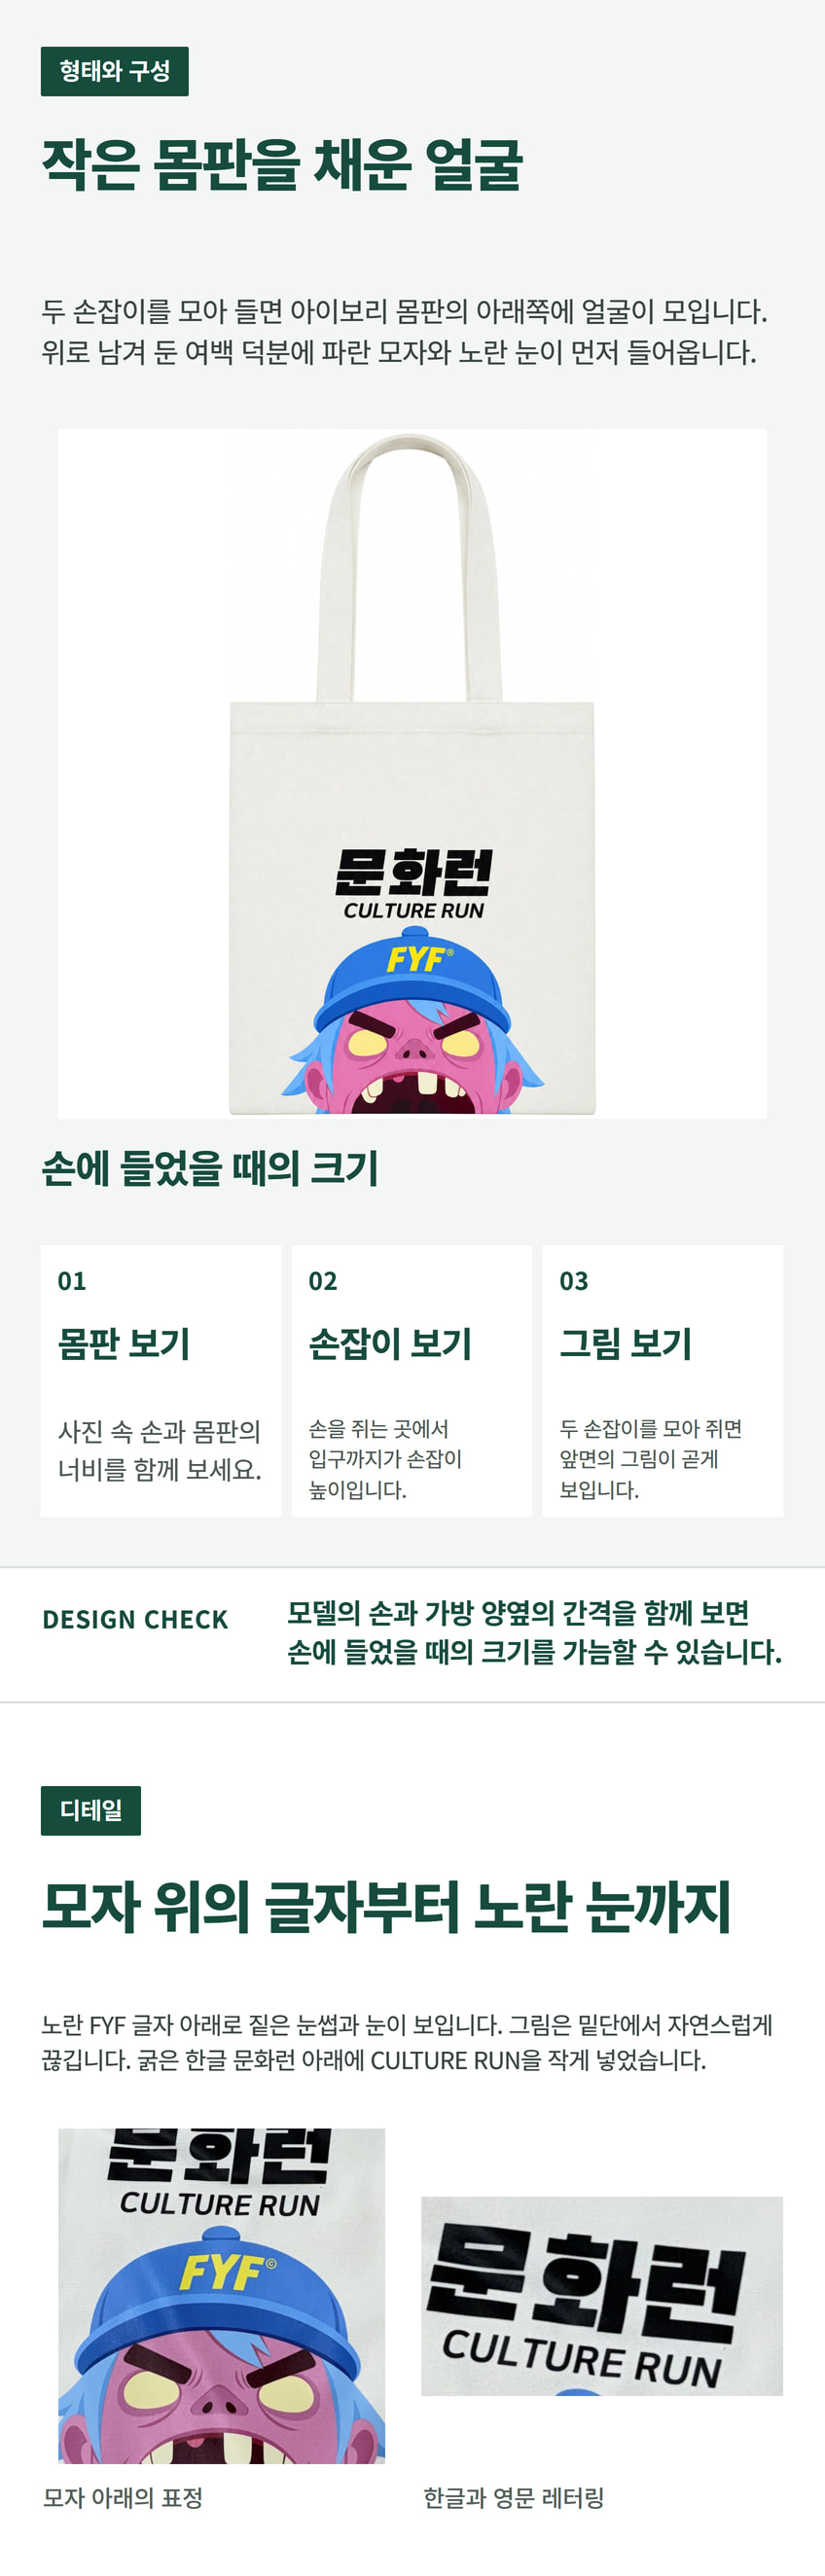 형태와 구성
작은 몸판을 채운 얼굴
두 손잡이를 모아 들면 아이보리 몸판의 아래쪽에 얼굴이 모입니다.
위로 남겨 둔 여백 덕분에 파란 모자와 노란 눈이 먼저 들어옵니다.
문화런
CULTURE RUN
FYF®
손에 들었을 때의 크기
01
몸판 보기
사진 속 손과 몸판의
너비를 함께 보세요.
02
손잡이 보기
손을 쥐는 곳에서
입구까지가 손잡이
높이입니다.
03
그림 보기
두 손잡이를 모아 쥐면
앞면의 그림이 곧게
보입니다.
DESIGN CHECK
모델의 손과 가방 양옆의 간격을 함께 보면
손에 들었을 때의 크기를 가늠할 수 있습니다.
디테일
모자 위의 글자부터 노란 눈까지
노란 FYF 글자 아래로 짙은 눈썹과 눈이 보입니다. 그림은 밑단에서 자연스럽게
끊깁니다. 굵은 한글 문화런 아래에 CULTURE RUN을 작게 넣었습니다.
문화런
CULTURE RUN
FYF©
모자 아래의 표정
문화런
CULTURE RUN
한글과 영문 레터링